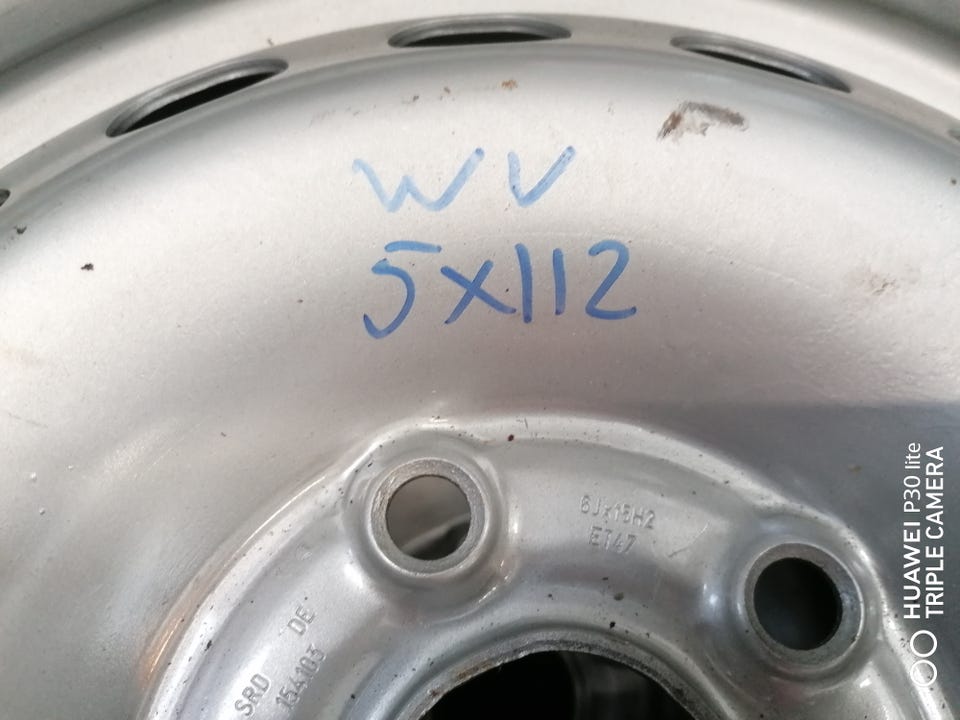 WV
5x112
6Jx15H2
ET47
SRD DE
154103
HUAWEI P30 lite
TRIPLE CAMERA